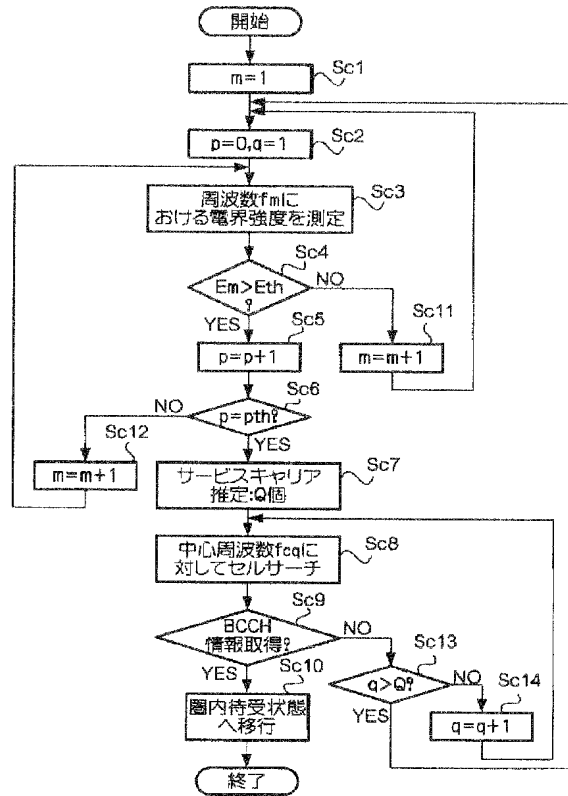 開始
Sc1
m=1
Sc2
p=0,q=1
Sc3
周波数fmに
おける電界強度を測定
Sc4
Em>Eth
?
NO
YES
Sc5
p=p+1
Sc11
m=m+1
Sc6
p=pth?
NO
YES
Sc12
m=m+1
Sc7
サービスキャリア
推定:Q個
Sc8
中心周波数fcqに
対してセルサーチ
Sc9
BCCH
情報取得?
NO
YES
Sc10
圏内待受状態
へ移行
Sc13
q>Q?
NO
YES
Sc14
q=q+1
終了